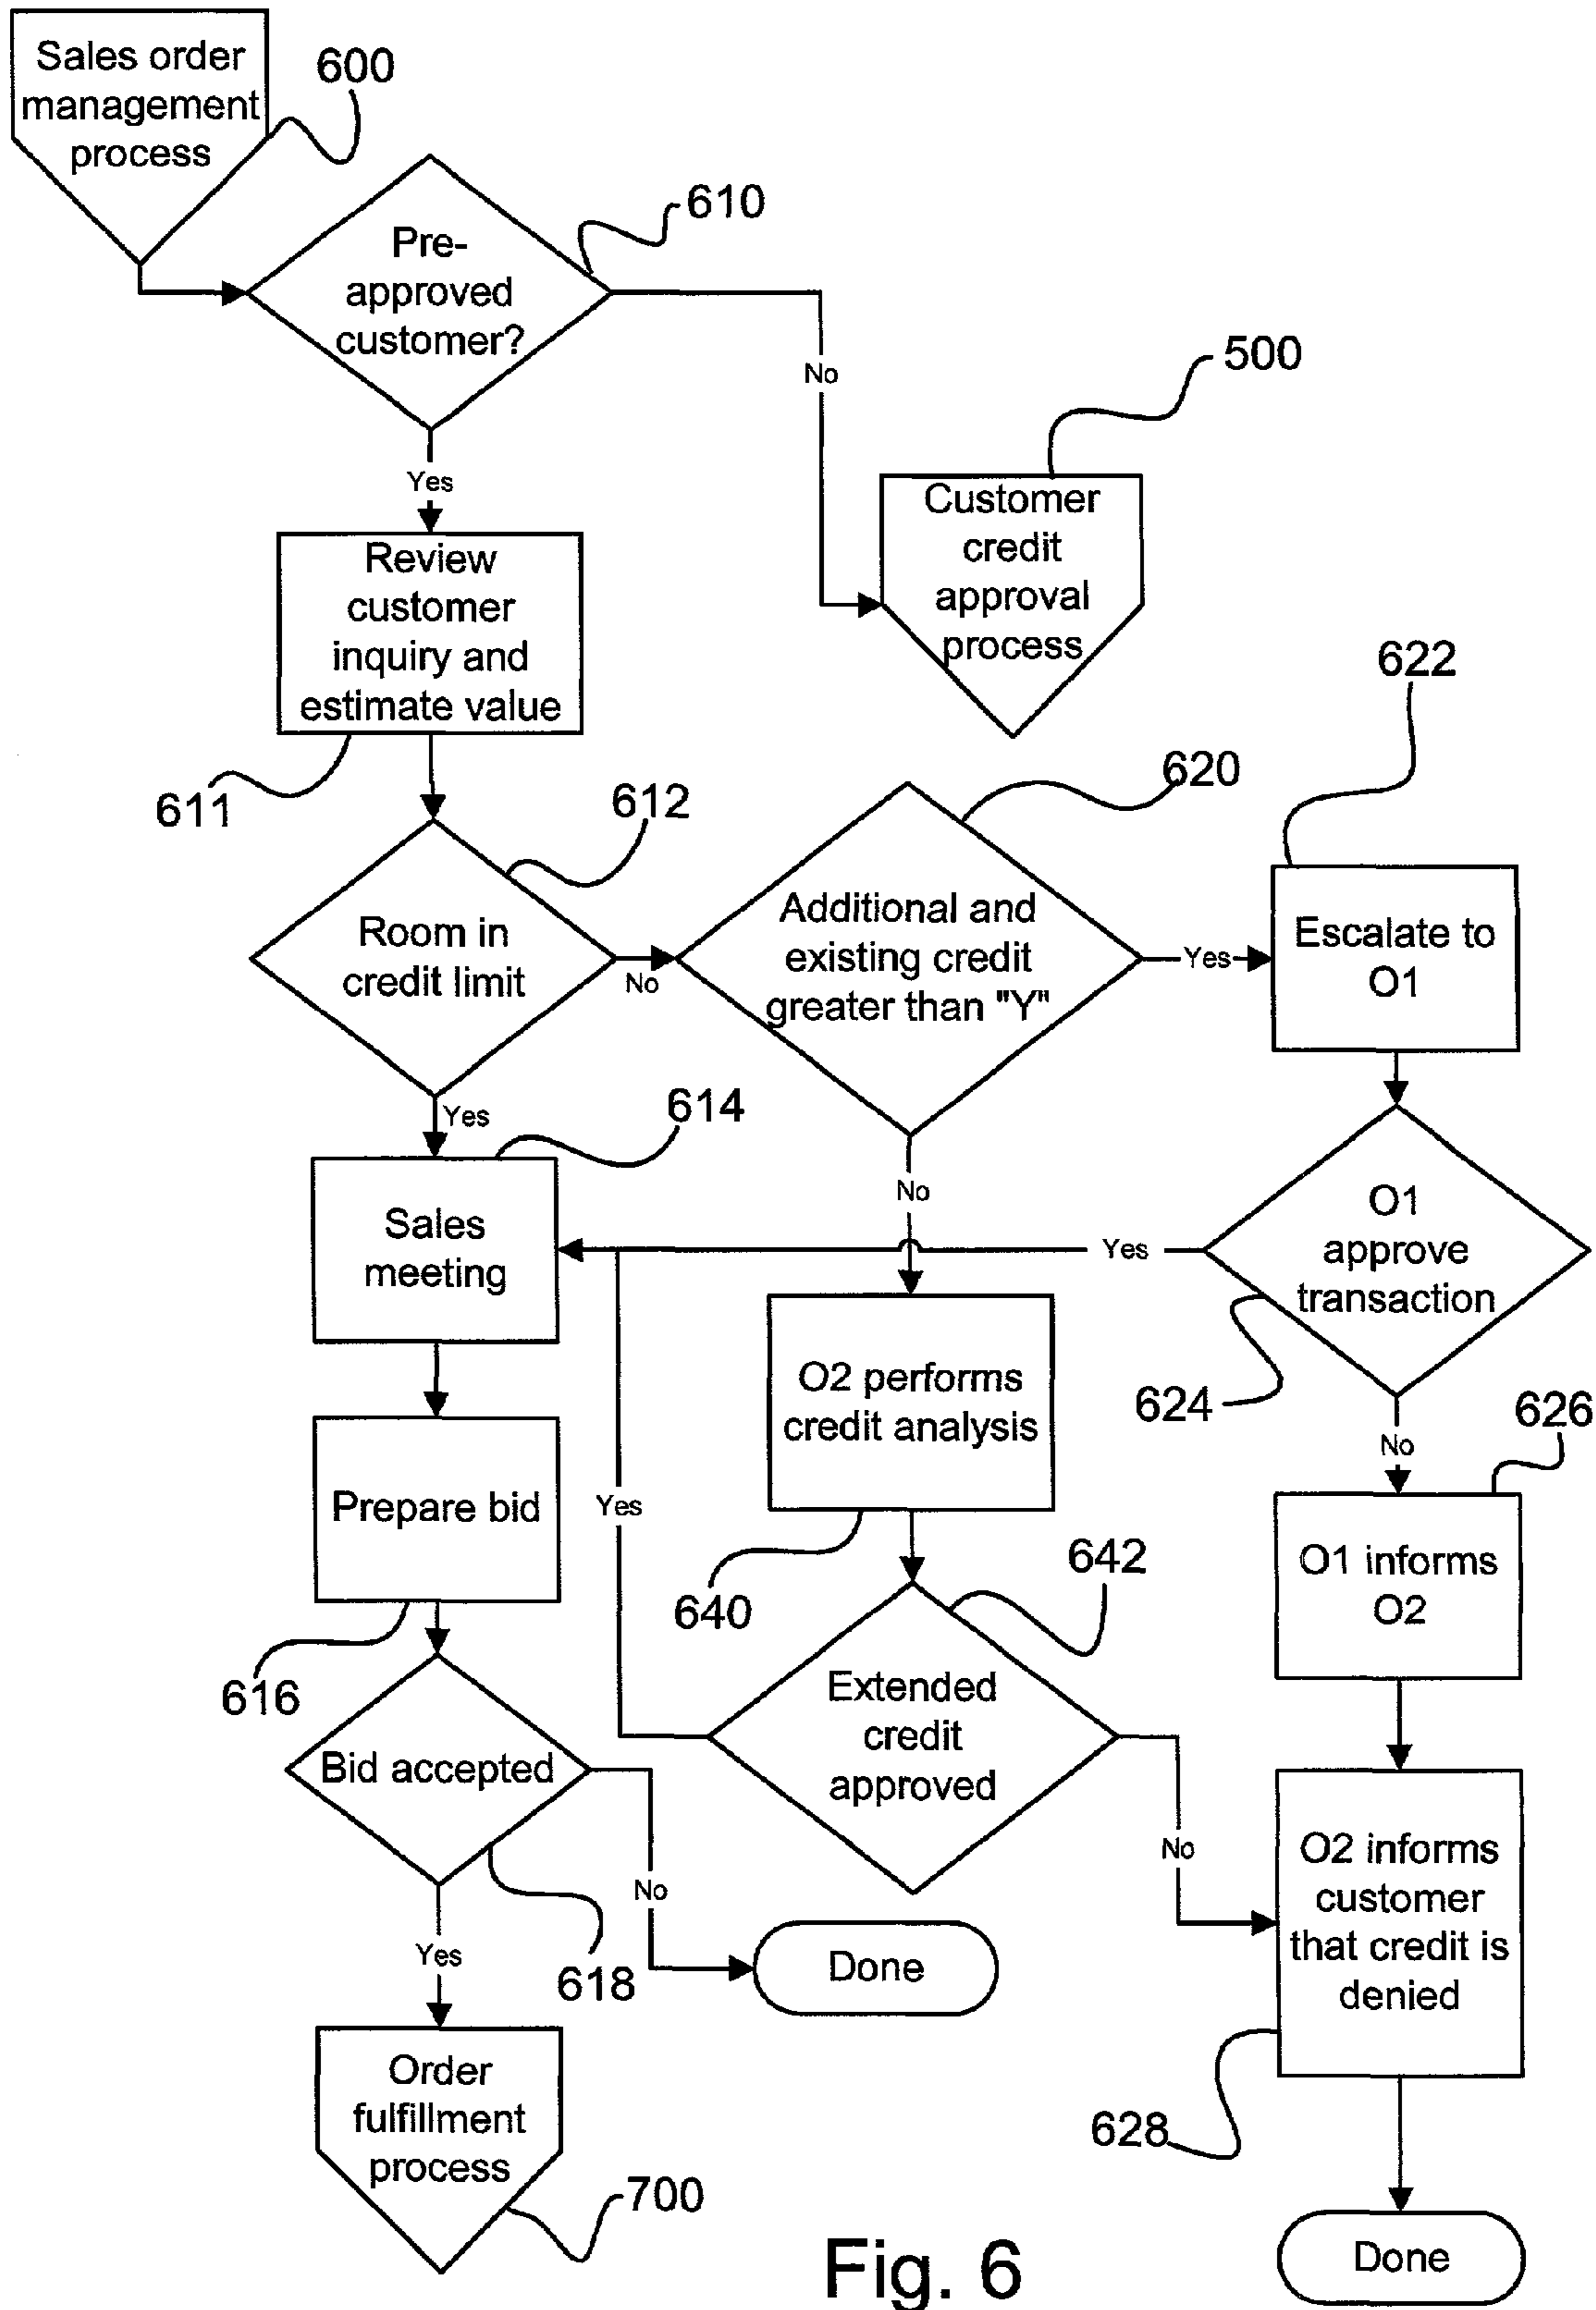 Sales order
management
process
600
Pre-
approved
customer?
610
No
Yes
500
Customer
credit
approval
process
Review
customer
inquiry and
estimate value
611
612
620
622
Room in
credit limit
No
Additional and
existing credit
greater than "Y"
Yes
Escalate to
O1
Yes
614
No
Sales
meeting
Yes
O1
approve
transaction
624
626
No
O2 performs
credit analysis
Prepare bid
Yes
640
642
O1 informs
O2
616
Extended
credit
approved
Bid accepted
No
No
O2 informs
customer
that credit is
denied
Yes
618
Done
Order
fulfillment
process
628
700
Done
Fig. 6